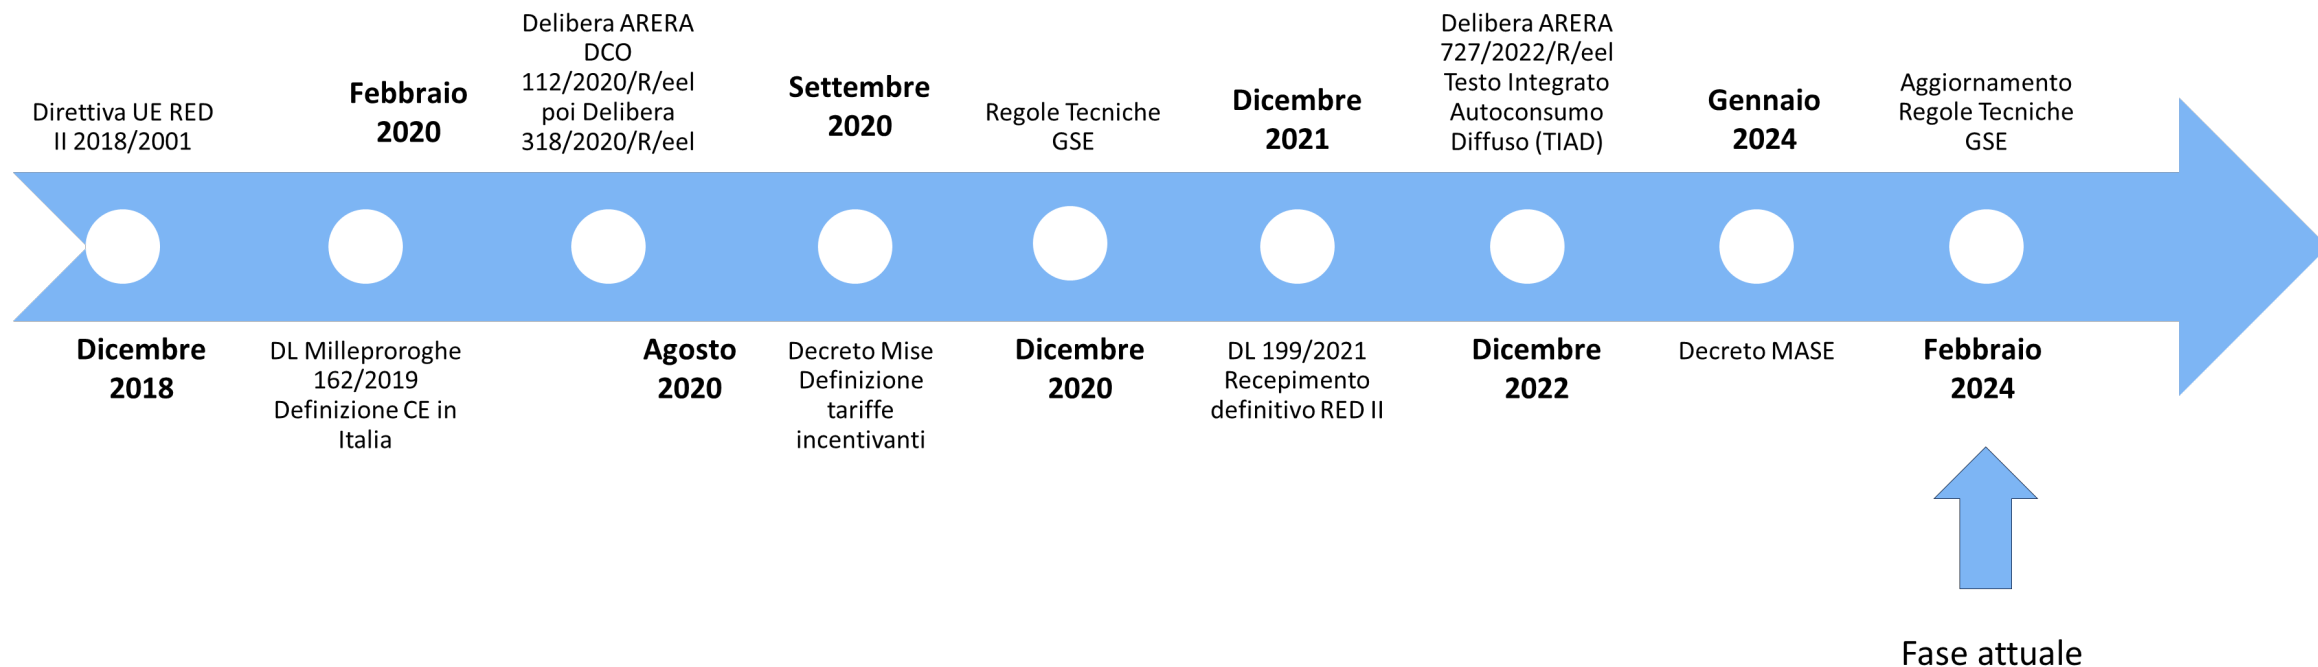 Direttiva UE RED
II 2018/2001
Dicembre
2018
Febbraio
2020
DL Milleproroghe
162/2019
Definizione CE in
Italia
Delibera ARERA
DCO
112/2020/R/eel
poi Delibera
318/2020/R/eel
Agosto
2020
Settembre
2020
Decreto Mise
Definizione
tariffe
incentivanti
Regole Tecniche
GSE
Dicembre
2020
Dicembre
2021
DL 199/2021
Recepimento
definitivo RED II
Delibera ARERA
727/2022/R/eel
Testo Integrato
Autoconsumo
Diffuso (TIAD)
Dicembre
2022
Gennaio
2024
Decreto MASE
Aggiornamento
Regole Tecniche
GSE
Febbraio
2024
Fase attuale